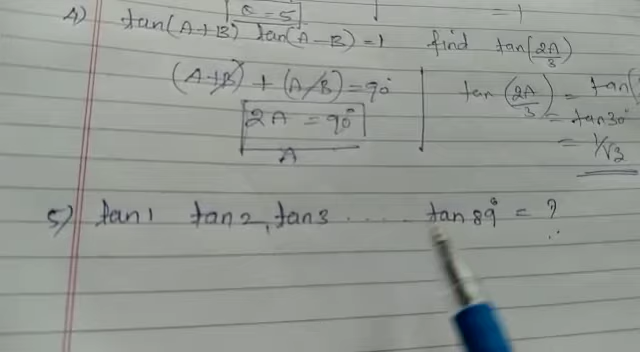 c = 5
= 1
4) tan(A+B) tan(A-B) = 1 find tan(2A/3)
(A+B) + (A-B) = 90° tan(2A/3) = tan(
2A = 90° = tan30°
A = 1/√3
5) tan1 tan2, tan3 ..... tan89° = ?